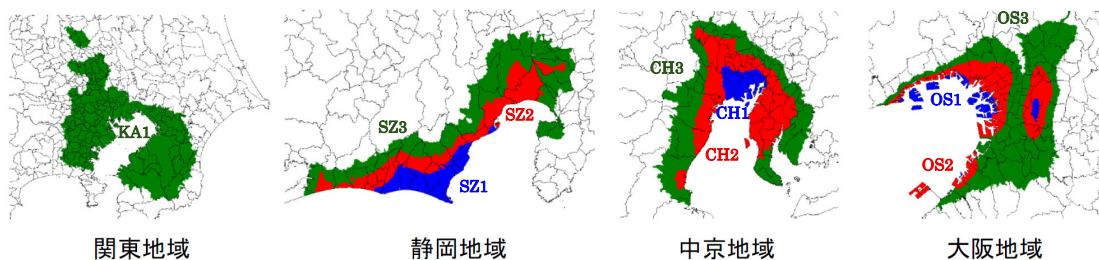 KA1
関東地域
SZ3
SZ2
SZ1
静岡地域
CH3
CH1
CH2
中京地域
OS3
OS1
OS2
大阪地域